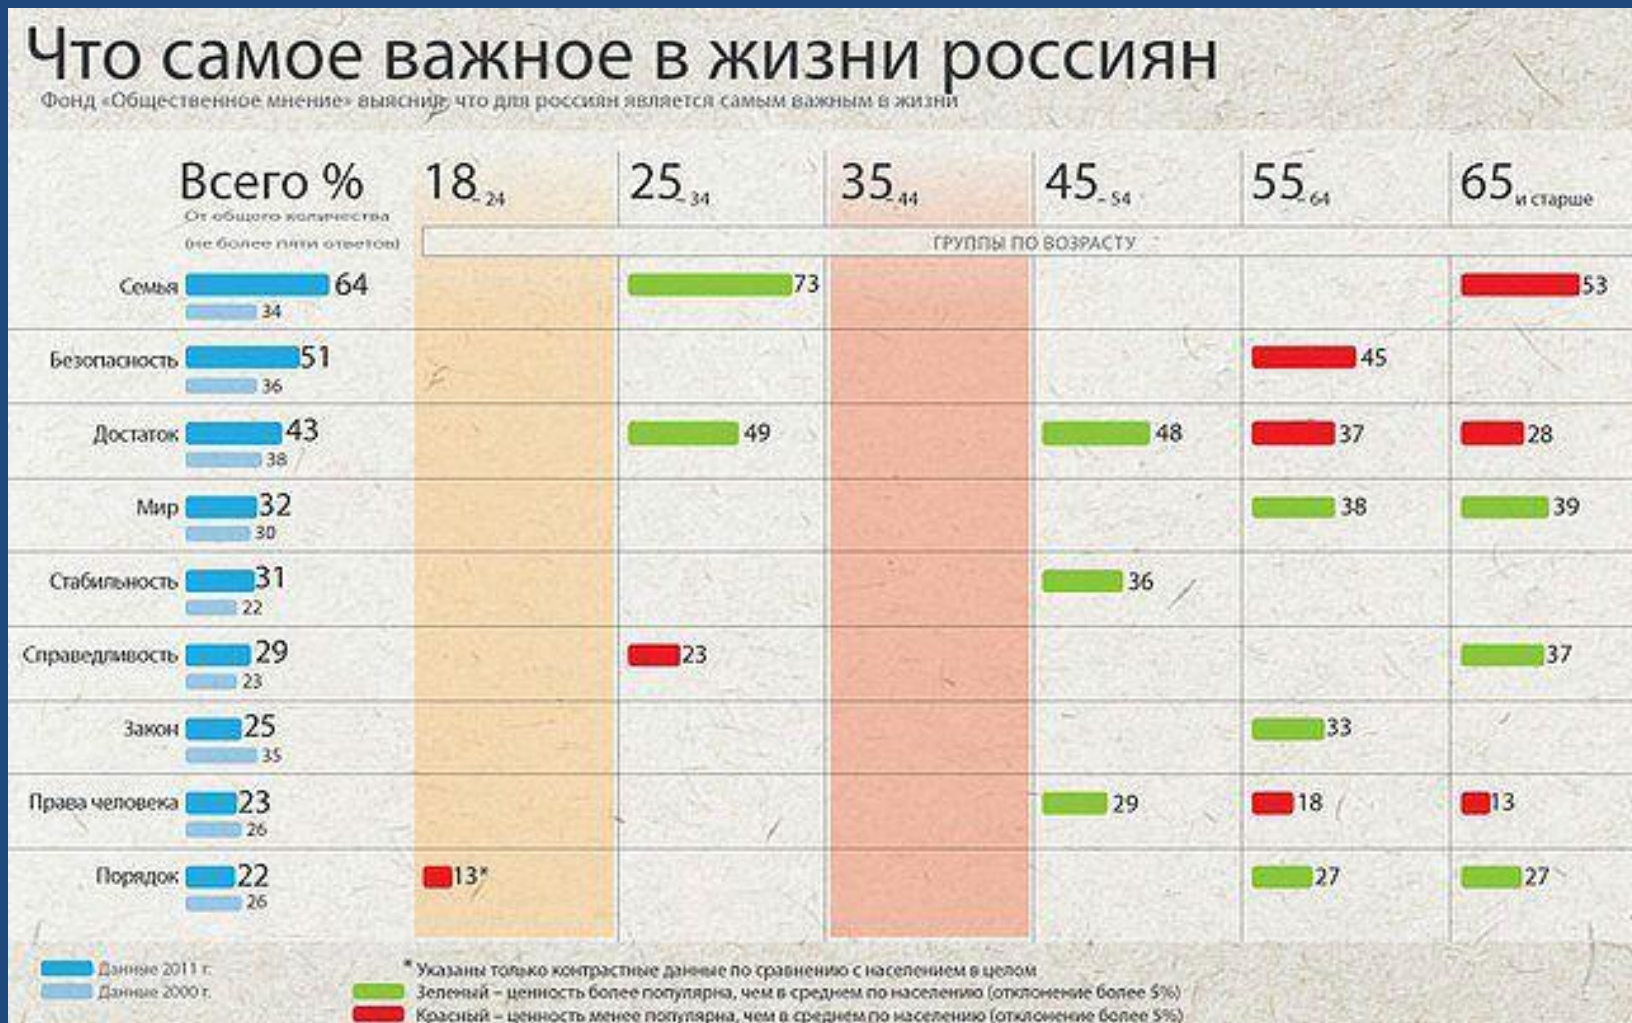 Что самое важное в жизни россиян
Фонд «Общественное мнение» выяснил, что для россиян является самым важным в жизни
Всего % 18 – 24 25 – 34 35 – 44 45 – 54 55 – 64 65 и старше
От общего количества
(не более пяти ответов)
ГРУППЫ ПО ВОЗРАСТУ
Семья 64 73 53
34
Безопасность 51 45
36
Достаток 43 49 48 37 28
38
Мир 32 38 39
30
Стабильность 31 36
22
Справедливость 29 23 37
23
Закон 25 33
35
Права человека 23 29 18 13
26
Порядок 22 13* 27 27
26
Данные 2011 г.
Данные 2000 г.
* Указаны только контрастные данные по сравнению с населением в целом
Зеленый – ценность более популярна, чем в среднем по населению (отклонение более 5%)
Красный – ценность менее популярна, чем в среднем по населению (отклонение более 5%)